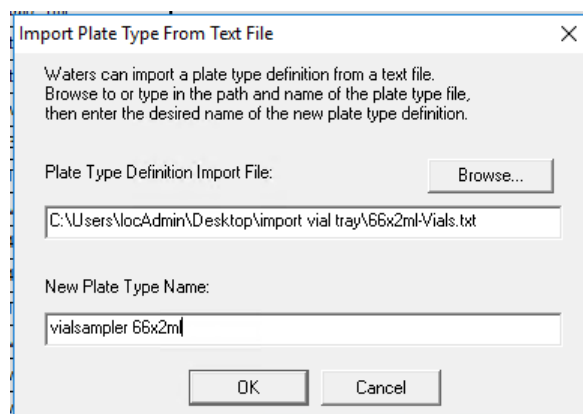 Import Plate Type From Text File
Waters can import a plate type definition from a text file.
Browse to or type in the path and name of the plate type file,
then enter the desired name of the new plate type definition.
Plate Type Definition Import File:
Browse...
C:\Users\locAdmin\Desktop\import vial tray\66x2ml-Vials.txt
New Plate Type Name:
vialsampler 66x2ml
OK
Cancel